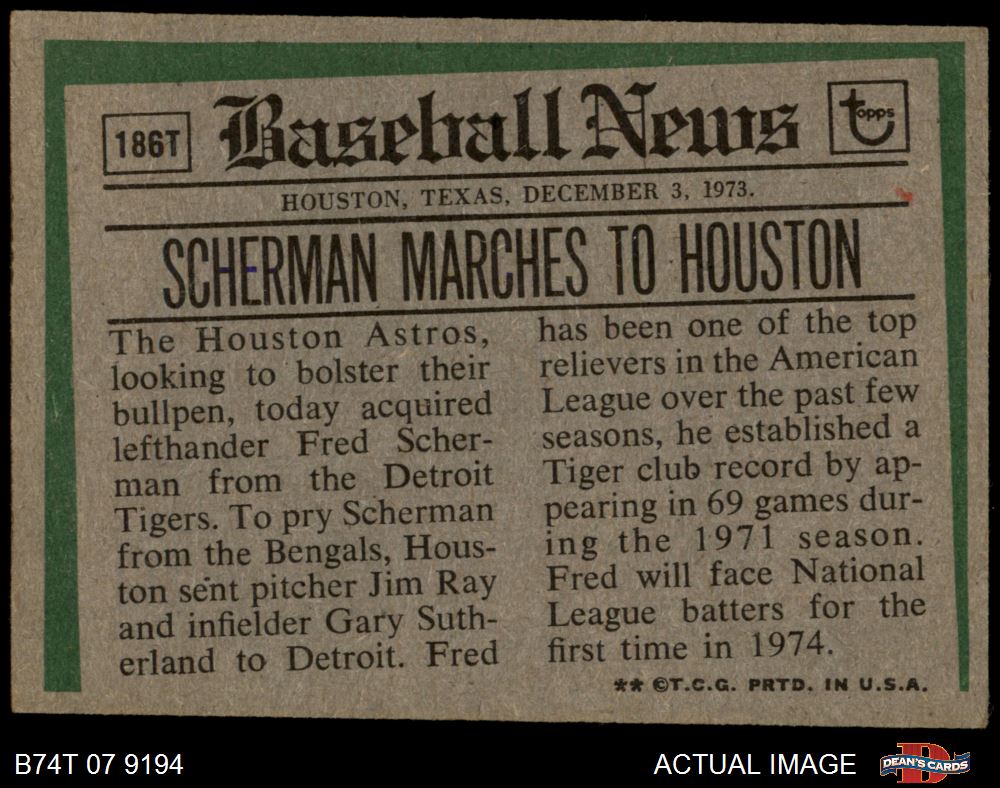 186T
Baseball News
topps
HOUSTON, TEXAS, DECEMBER 3, 1973.
SCHERMAN MARCHES TO HOUSTON
The Houston Astros,
looking to bolster their
bullpen, today acquired
lefthander Fred Scher-
man from the Detroit
Tigers. To pry Scherman
from the Bengals, Hous-
ton sent pitcher Jim Ray
and infielder Gary Suth-
erland to Detroit. Fred
has been one of the top
relievers in the American
League over the past few
seasons, he established a
Tiger club record by ap-
pearing in 69 games dur-
ing the 1971 season.
Fred will face National
League batters for the
first time in 1974.
** ©T.C.G. PRTD. IN U.S.A.
B74T 07 9194
ACTUAL IMAGE
DEAN'S CARDS